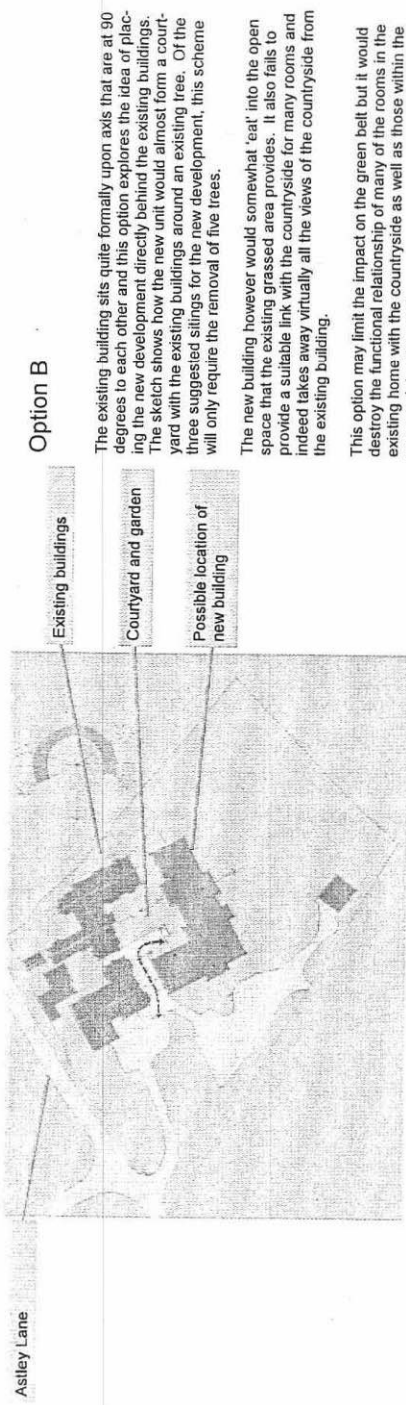 Astley Lane
Existing buildings
Courtyard and garden
Possible location of
new building
Option B
The existing building sits quite formally upon axis that are at 90
degrees to each other and this option explores the idea of plac-
ing the new development directly behind the existing buildings.
The sketch shows how the new unit would almost form a court-
yard with the existing buildings around an existing tree. Of the
three suggested sitings for the new development, this scheme
will only require the removal of five trees.
The new building however would somewhat 'eat' into the open
space that the existing grassed area provides. It also fails to
provide a suitable link with the countryside for many rooms and
indeed takes away virtually all the views of the countryside from
the existing building.
This option may limit the impact on the green belt but it would
destroy the functional relationship of many of the rooms in the
existing home with the countryside as well as those within the